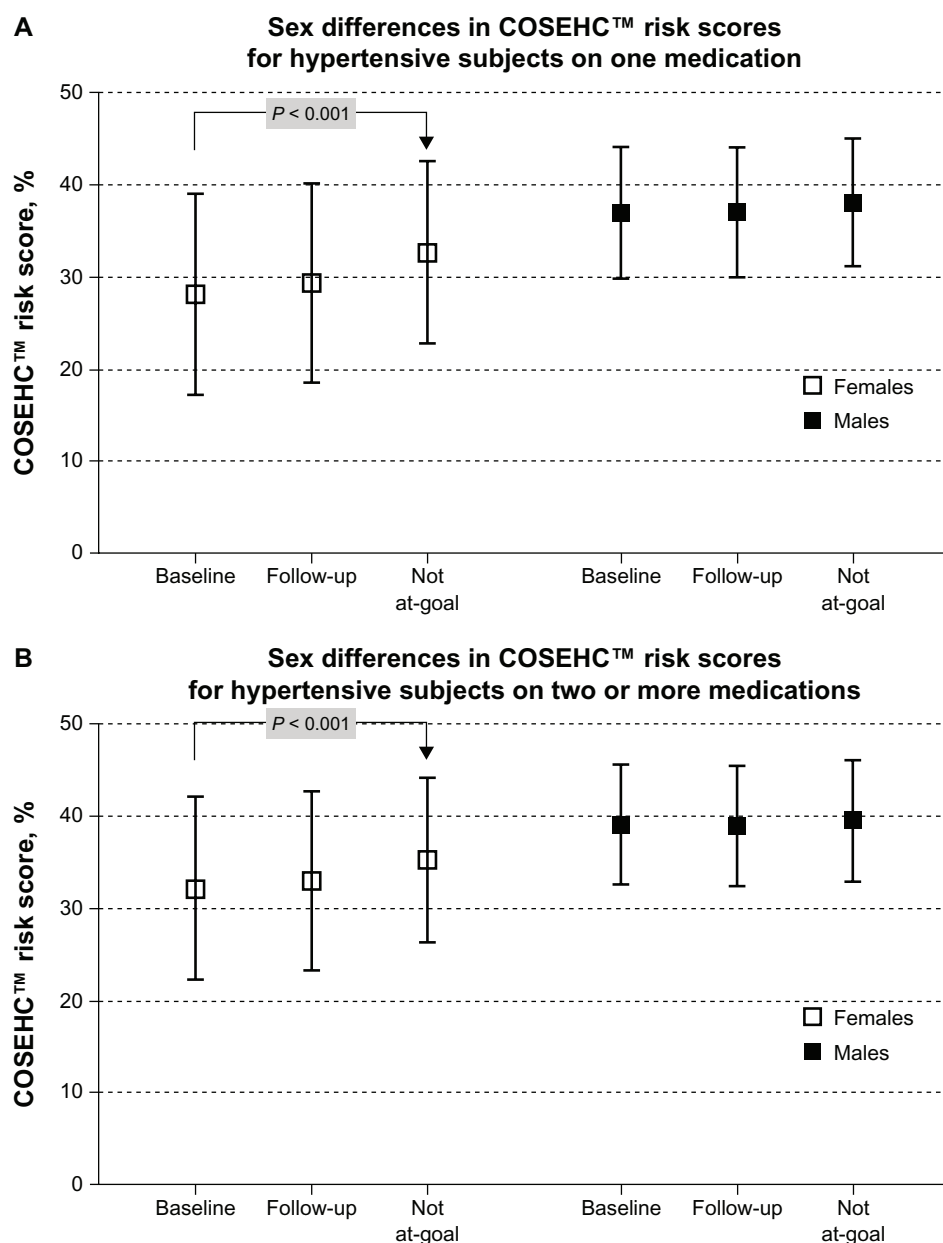 A
Sex differences in COSEHC™ risk scores
for hypertensive subjects on one medication
COSEHC™ risk score, %
50
40
30
20
10
0
P < 0.001
Females
Males
Baseline Follow-up Not at-goal Baseline Follow-up Not at-goal
B
Sex differences in COSEHC™ risk scores
for hypertensive subjects on two or more medications
COSEHC™ risk score, %
50
40
30
20
10
0
P < 0.001
Females
Males
Baseline Follow-up Not at-goal Baseline Follow-up Not at-goal